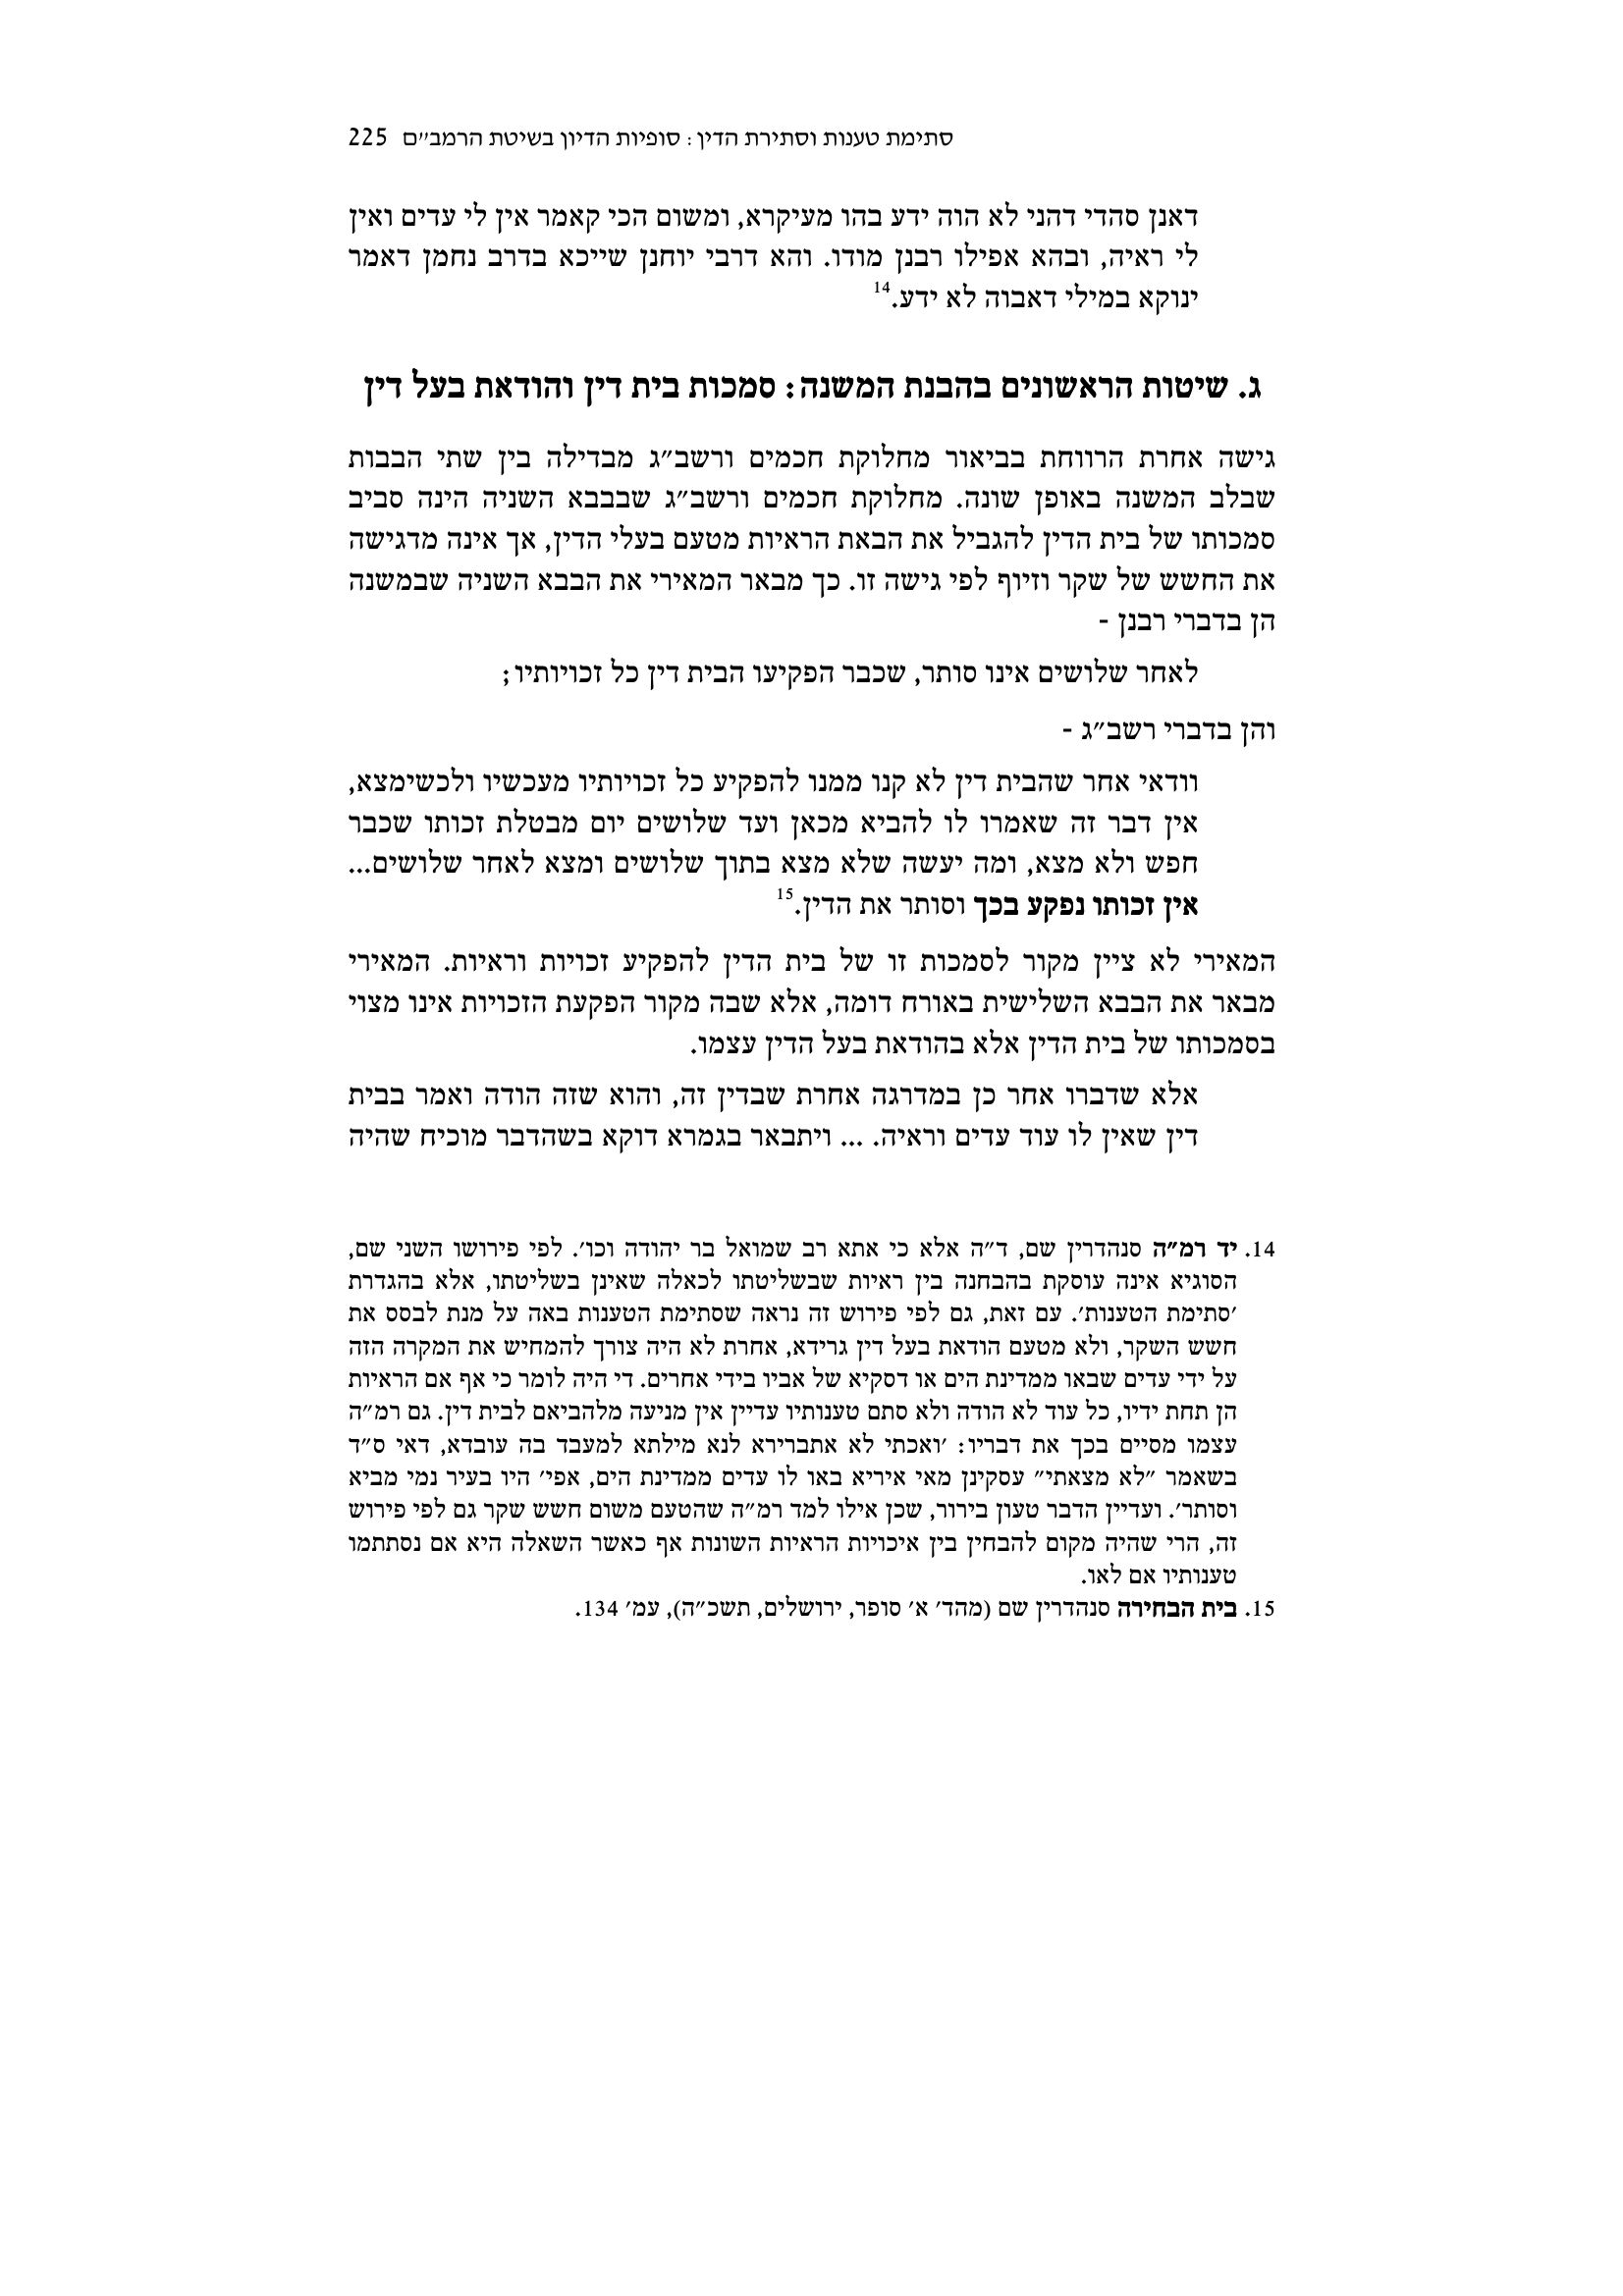 סתימת טענות וסתירת הדין: סופיות הדיון בשיטת הרמב״ם 225
דאנן סהדי דהני לא הוה ידע בהו מעיקרא, ומשום הכי קאמר אין לי עדים ואין
לי ראיה, ובהא אפילו רבנן מודו. והא דרבי יוחנן שייכא בדרב נחמן דאמר
ינוקא במילי דאבוה לא ידע.14
ג. שיטות הראשונים בהבנת המשנה: סמכות בית דין והודאת בעל דין
גישה אחרת הרווחת בביאור מחלוקת חכמים ורשב״ג מבדילה בין שתי הבבות
שבלב המשנה באופן שונה. מחלוקת חכמים ורשב״ג שבבבא השניה הינה סביב
סמכותו של בית הדין להגביל את הבאת הראיות מטעם בעלי הדין, אך אינה מדגישה
את החשש של שקר וזיוף לפי גישה זו. כך מבאר המאירי את הבבא השניה שבמשנה
הן בדברי רבנן -
לאחר שלושים אינו סותר, שכבר הפקיעו הבית דין כל זכויותיו;
והן בדברי רשב״ג -
וודאי אחר שהבית דין לא קנו ממנו להפקיע כל זכויותיו מעכשיו ולכשימצא,
אין דבר זה שאמרו לו להביא מכאן ועד שלושים יום מבטלת זכותו שכבר
חפש ולא מצא, ומה יעשה שלא מצא בתוך שלושים ומצא לאחר שלושים...
אין זכותו נפקע בכך וסותר את הדין.15
המאירי לא ציין מקור לסמכות זו של בית הדין להפקיע זכויות וראיות. המאירי
מבאר את הבבא השלישית באורח דומה, אלא שבה מקור הפקעת הזכויות אינו מצוי
בסמכותו של בית הדין אלא בהודאת בעל הדין עצמו.
אלא שדברו אחר כן במדרגה אחרת שבדין זה, והוא שזה הודה ואמר בבית
דין שאין לו עוד עדים וראיה. ... ויתבאר בגמרא דוקא בשהדבר מוכיח שהיה
14. יד רמ״ה סנהדרין שם, ד״ה אלא כי אתא רב שמואל בר יהודה וכו׳. לפי פירושו השני שם,
הסוגיא אינה עוסקת בהבחנה בין ראיות שבשליטתו לכאלה שאינן בשליטתו, אלא בהגדרת
׳סתימת הטענות׳. עם זאת, גם לפי פירוש זה נראה שסתימת הטענות באה על מנת לבסס את
חשש השקר, ולא מטעם הודאת בעל דין גרידא, אחרת לא היה צורך להמחיש את המקרה הזה
על ידי עדים שבאו ממדינת הים או דסקיא של אביו בידי אחרים. די היה לומר כי אף אם הראיות
הן תחת ידיו, כל עוד לא הודה ולא סתם טענותיו עדיין אין מניעה מלהביאם לבית דין. גם רמ״ה
עצמו מסיים בכך את דבריו: ׳ואכתי לא אתברירא לנא מילתא למעבד בה עובדא, דאי ס״ד
בשאמר ״לא מצאתי״ עסקינן מאי איריא באו לו עדים ממדינת הים, אפי׳ היו בעיר נמי מביא
וסותר׳. ועדיין הדבר טעון בירור, שכן אילו למד רמ״ה שהטעם משום חשש שקר גם לפי פירוש
זה, הרי שהיה מקום להבחין בין איכויות הראיות השונות אף כאשר השאלה היא אם נסתתמו
טענותיו אם לאו.
15. בית הבחירה סנהדרין שם (מהד׳ א׳ סופר, ירושלים, תשכ״ה), עמ׳ 134.